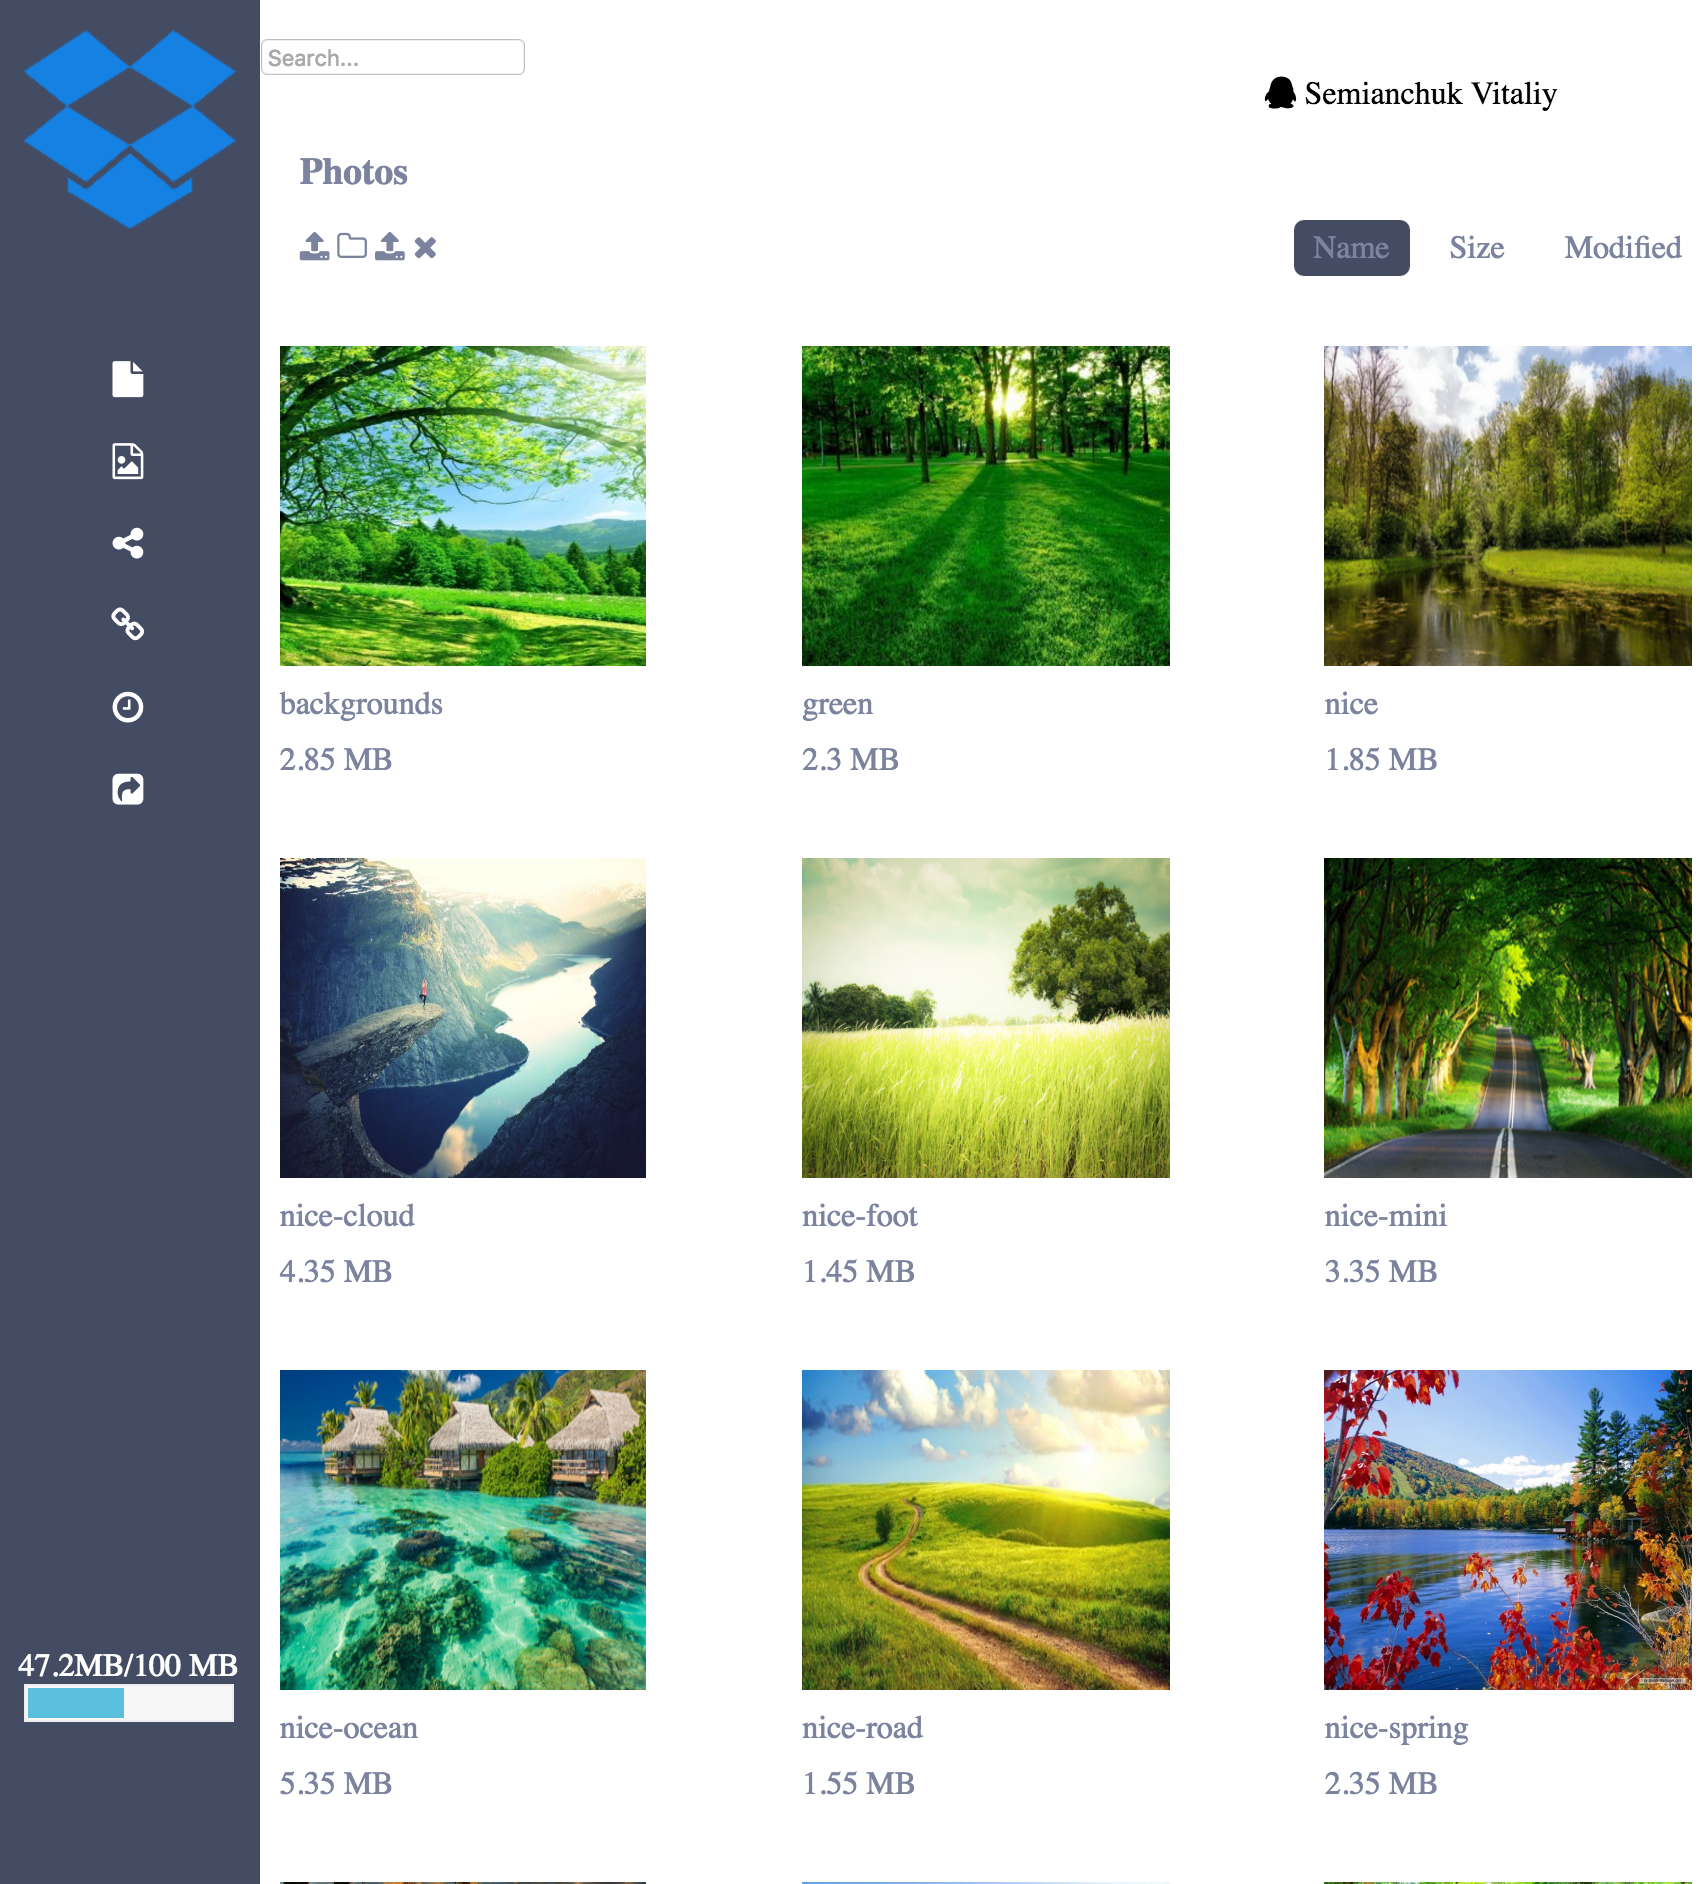 Search...
Semianchuk Vitaliy
Photos
Name Size Modified
backgrounds
2.85 MB
green
2.3 MB
nice
1.85 MB
nice-cloud
4.35 MB
nice-foot
1.45 MB
nice-mini
3.35 MB
nice-ocean
5.35 MB
nice-road
1.55 MB
nice-spring
2.35 MB
47.2MB/100 MB